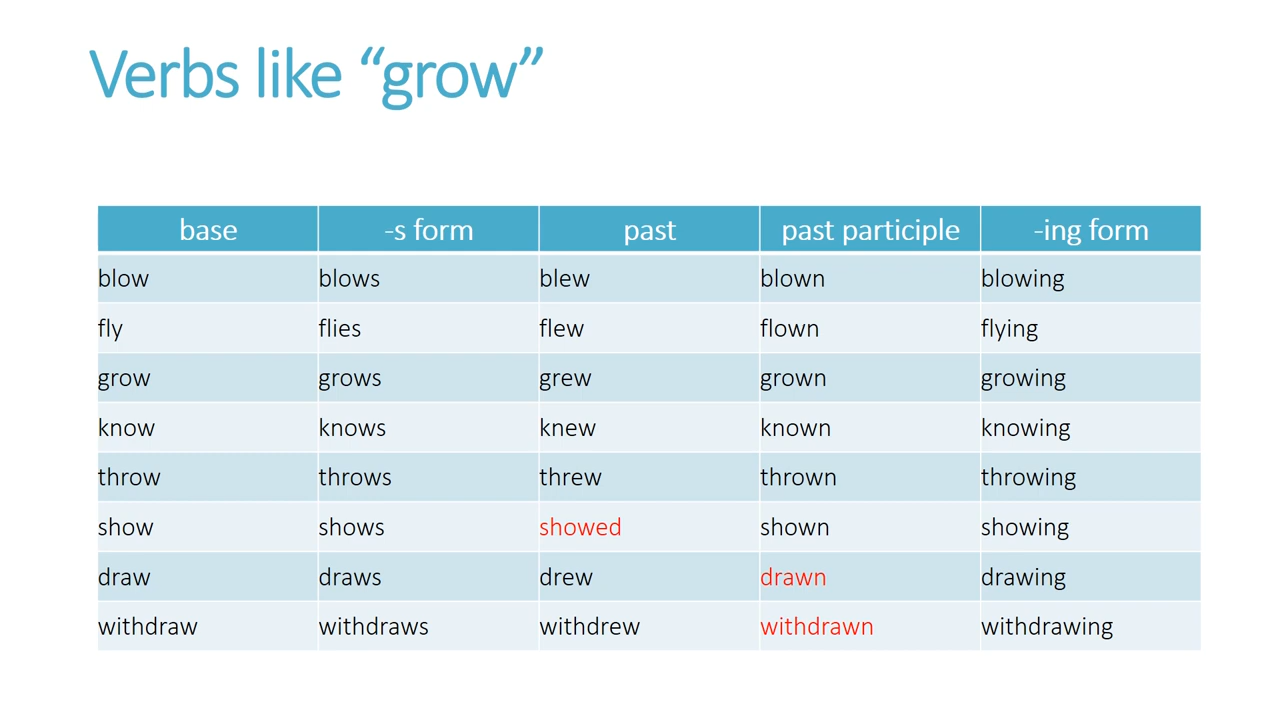 Verbs like “grow”
base -s form past past participle -ing form
blow blows blew blown blowing
fly flies flew flown flying
grow grows grew grown growing
know knows knew known knowing
throw throws threw thrown throwing
show shows showed shown showing
draw draws drew drawn drawing
withdraw withdraws withdrew withdrawn withdrawing